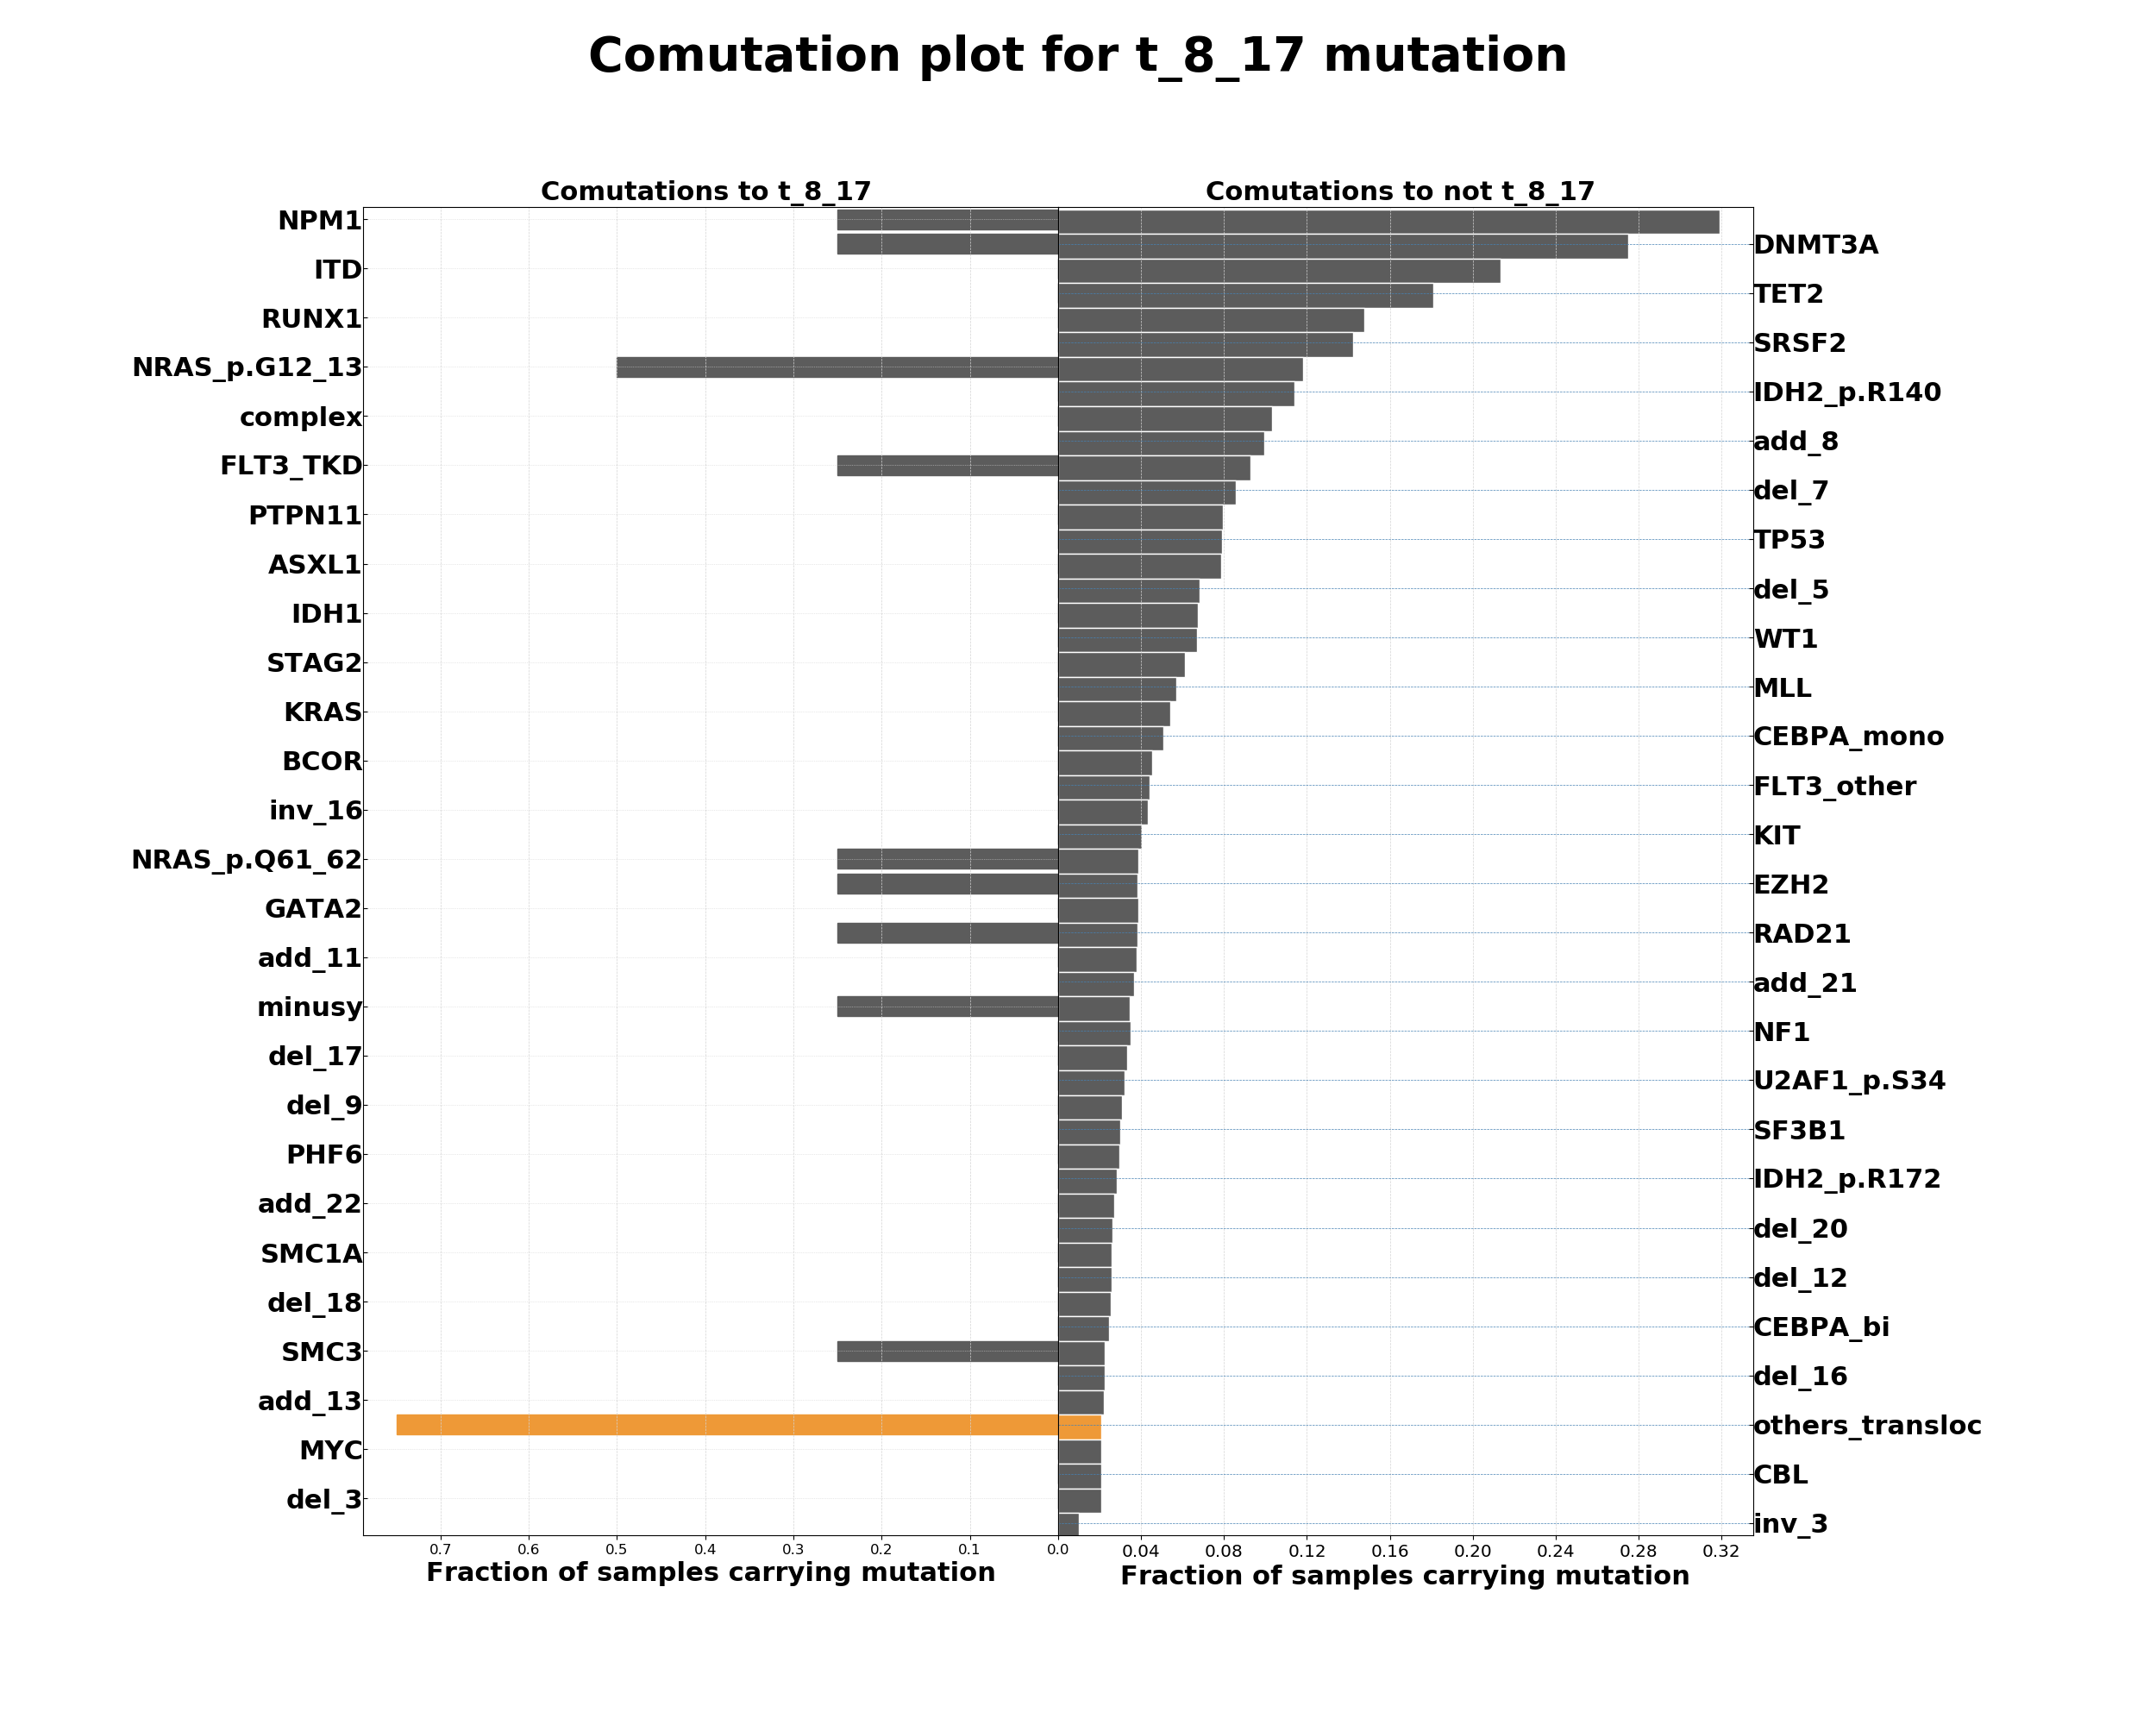 Comutation plot for t_8_17 mutation
Comutations to t_8_17
Comutations to not t_8_17
NPM1
DNMT3A
ITD
TET2
RUNX1
SRSF2
NRAS_p.G12_13
IDH2_p.R140
complex
add_8
FLT3_TKD
del_7
PTPN11
TP53
ASXL1
del_5
IDH1
WT1
STAG2
MLL
KRAS
CEBPA_mono
BCOR
FLT3_other
inv_16
KIT
NRAS_p.Q61_62
EZH2
GATA2
RAD21
add_11
add_21
minusy
NF1
del_17
U2AF1_p.S34
del_9
SF3B1
PHF6
IDH2_p.R172
add_22
del_20
SMC1A
del_12
del_18
CEBPA_bi
SMC3
del_16
add_13
others_transloc
MYC
CBL
del_3
inv_3
0.7 0.6 0.5 0.4 0.3 0.2 0.1 0.0 0.04 0.08 0.12 0.16 0.20 0.24 0.28 0.32
Fraction of samples carrying mutation
Fraction of samples carrying mutation